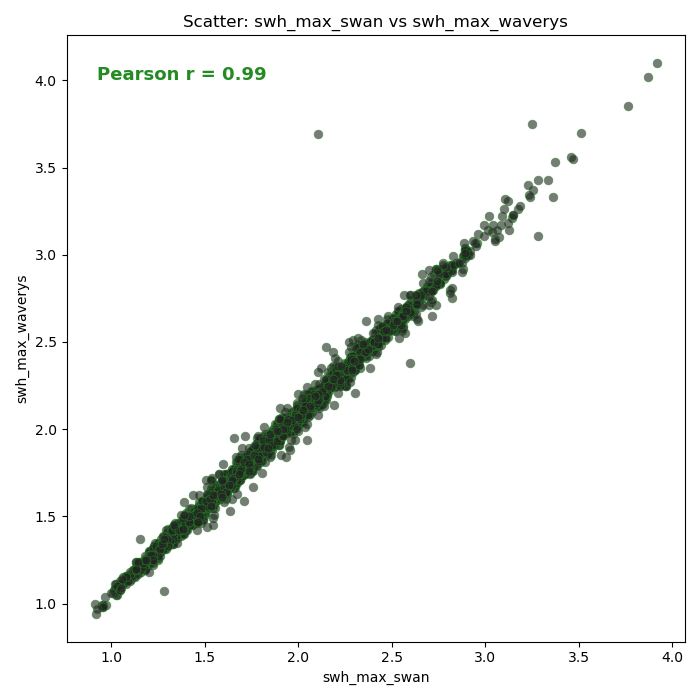 Scatter: swh_max_swan vs swh_max_waverys
Pearson r = 0.99
4.0
3.5
3.0
2.5
2.0
1.5
1.0
swh_max_waverys
1.0 1.5 2.0 2.5 3.0 3.5 4.0
swh_max_swan